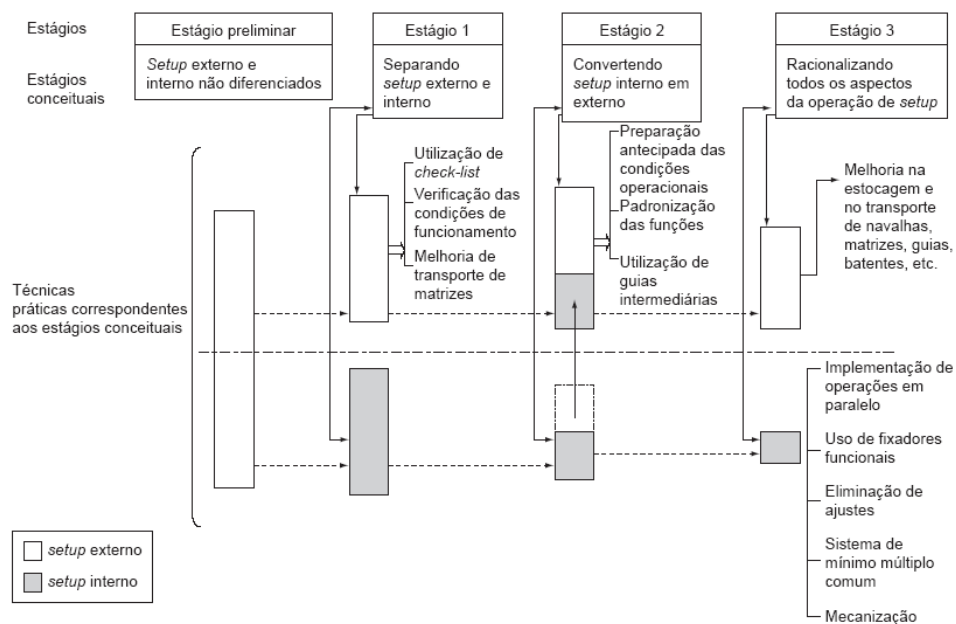 Estágios
Estágio preliminar
Estágio 1
Estágio 2
Estágio 3
Estágios
conceituais
Setup externo e
interno não diferenciados
Separando
setup externo e
interno
Convertendo
setup interno em
externo
Racionalizando
todos os aspectos
da operação de setup
Técnicas
práticas correspondentes
aos estágios conceituais
Utilização de
check-list
Verificação das
condições de
funcionamento
Melhoria de
transporte de
matrizes
Preparação
antecipada das
condições
operacionais
Padronização
das funções
Utilização de
guias
intermediárias
Melhoria na
estocagem e
no transporte
de navalhas,
matrizes, guias,
batentes, etc.
Implementação de
operações em
paralelo
Uso de fixadores
funcionais
Eliminação de
ajustes
Sistema de
mínimo múltiplo
comum
Mecanização
setup externo
setup interno